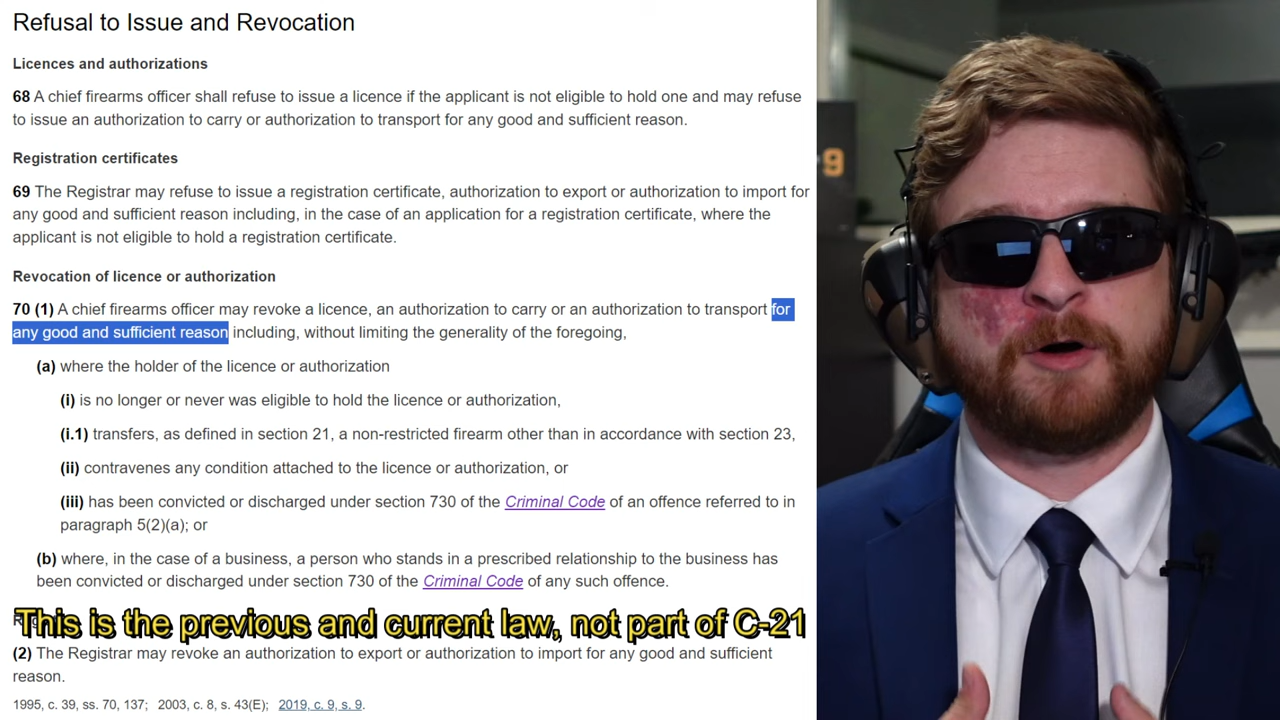 Refusal to Issue and Revocation
Licences and authorizations
68 A chief firearms officer shall refuse to issue a licence if the applicant is not eligible to hold one and may refuse
to issue an authorization to carry or authorization to transport for any good and sufficient reason.
Registration certificates
69 The Registrar may refuse to issue a registration certificate, authorization to export or authorization to import for
any good and sufficient reason including, in the case of an application for a registration certificate, where the
applicant is not eligible to hold a registration certificate.
Revocation of licence or authorization
70 (1) A chief firearms officer may revoke a licence, an authorization to carry or an authorization to transport for
any good and sufficient reason including, without limiting the generality of the foregoing,
(a) where the holder of the licence or authorization
(i) is no longer or never was eligible to hold the licence or authorization,
(i.1) transfers, as defined in section 21, a non-restricted firearm other than in accordance with section 23,
(ii) contravenes any condition attached to the licence or authorization, or
(iii) has been convicted or discharged under section 730 of the Criminal Code of an offence referred to in
paragraph 5(2)(a); or
(b) where, in the case of a business, a person who stands in a prescribed relationship to the business has
been convicted or discharged under section 730 of the Criminal Code of any such offence.
This is the previous and current law, not part of C-21
(2) The Registrar may revoke an authorization to export or authorization to import for any good and sufficient
reason.
1995, c. 39, ss. 70, 137; 2003, c. 8, s. 43(E); 2019, c. 9, s. 9.
9